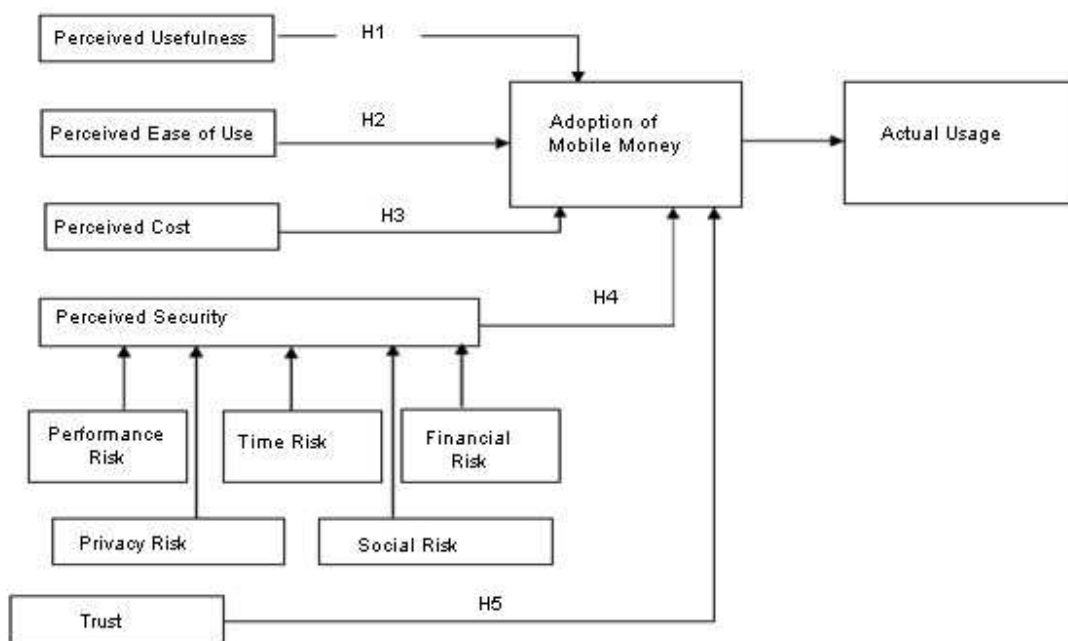 Perceived Usefulness
H1
Perceived Ease of Use
H2
Adoption of
Mobile Money
Actual Usage
Perceived Cost
H3
Perceived Security
H4
Performance
Risk
Time Risk
Financial
Risk
Privacy Risk
Social Risk
Trust
H5